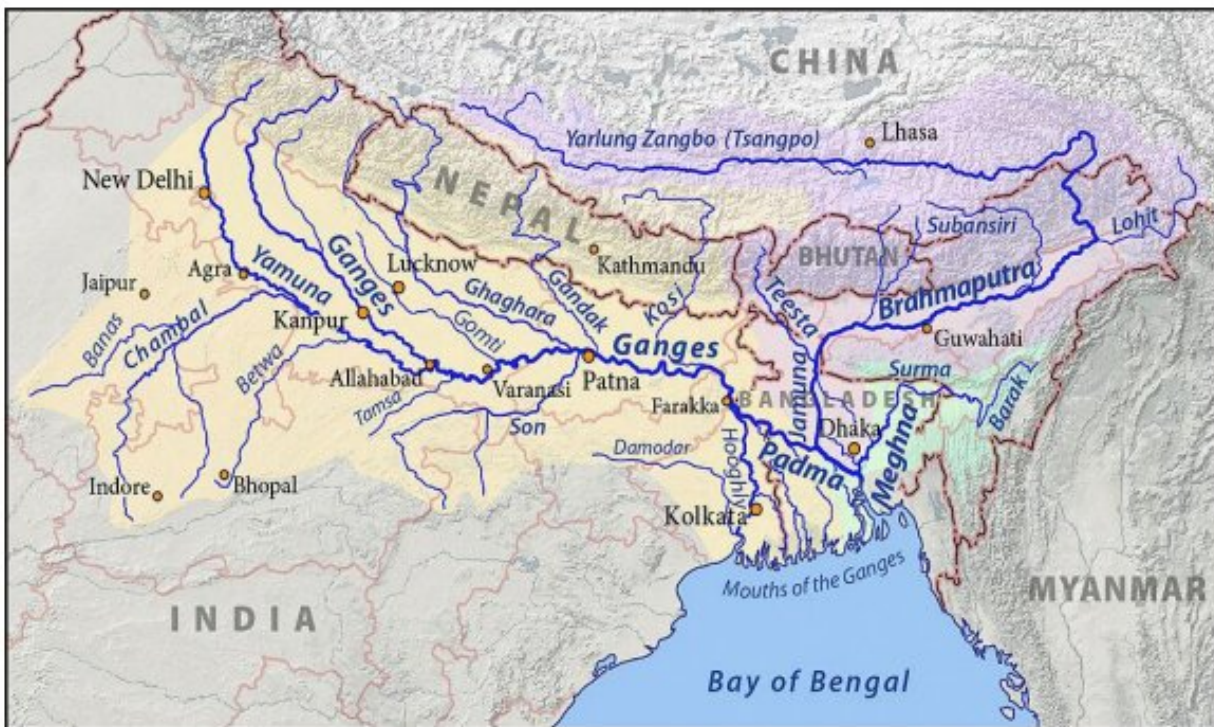 CHINA
Yarlung Zangbo (Tsangpo)
Lhasa
New Delhi
NEPAL
Subansiri
Lohit
BHUTAN
Kathmandu
Agra
Yamuna
Ganges
Lucknow
Ghaghara
Gandak
Kosi
Teesta
Brahmaputra
Jaipur
Kanpur
Gomti
Ganges
Guwahati
Banas
Chambal
Betwa
Allahabad
Varanasi
Patna
Jamuna
Surma
Tamsa
Farakka
BANGLADESH
Barak
Son
Dhaka
Meghna
Damodar
Hooghly
Padma
Indore
Bhopal
Kolkata
Mouths of the Ganges
INDIA
MYANMAR
Bay of Bengal